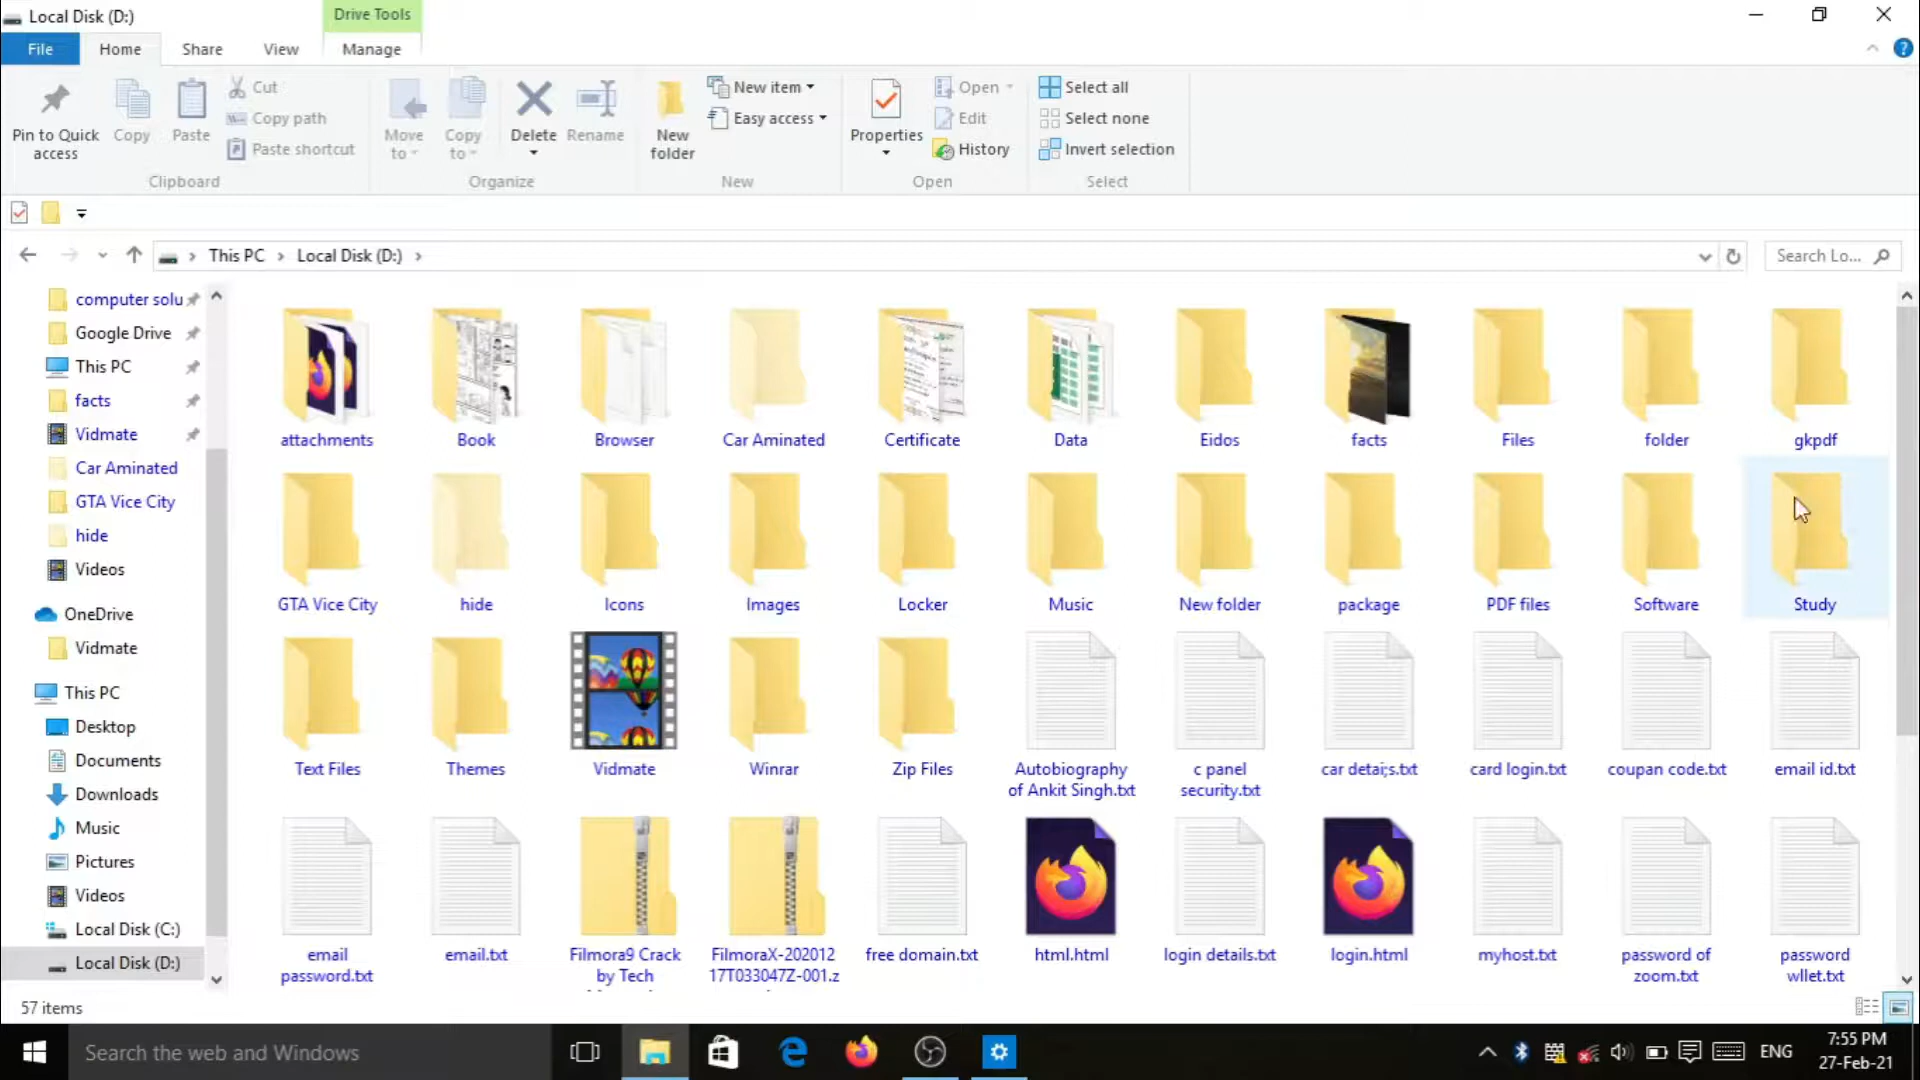 Local Disk (D:)
Drive Tools
File
Home
Share
View
Manage
Pin to Quick
access
Copy
Paste
Cut
Copy path
Paste shortcut
Clipboard
Move
to
Copy
to
Delete
Rename
Organize
New
folder
New item
Easy access
New
Properties
Open
Edit
History
Open
Select all
Select none
Invert selection
Select
This PC
Local Disk (D:)
Search Lo...
computer solu
Google Drive
This PC
facts
Vidmate
Car Aminated
GTA Vice City
hide
Videos
OneDrive
Vidmate
This PC
Desktop
Documents
Downloads
Music
Pictures
Videos
Local Disk (C:)
Local Disk (D:)
attachments
Book
Browser
Car Aminated
Certificate
Data
Eidos
facts
Files
folder
gkpdf
GTA Vice City
hide
Icons
Images
Locker
Music
New folder
package
PDF files
Software
Study
Text Files
Themes
Vidmate
Winrar
Zip Files
Autobiography
of Ankit Singh.txt
c panel
security.txt
car detai;s.txt
card login.txt
coupan code.txt
email id.txt
email
password.txt
email.txt
Filmora9 Crack
by Tech
FilmoraX-202012
17T033047Z-001.z
free domain.txt
html.html
login details.txt
login.html
myhost.txt
password of
zoom.txt
password
wllet.txt
57 items
Search the web and Windows
ENG
7:55 PM
27-Feb-21